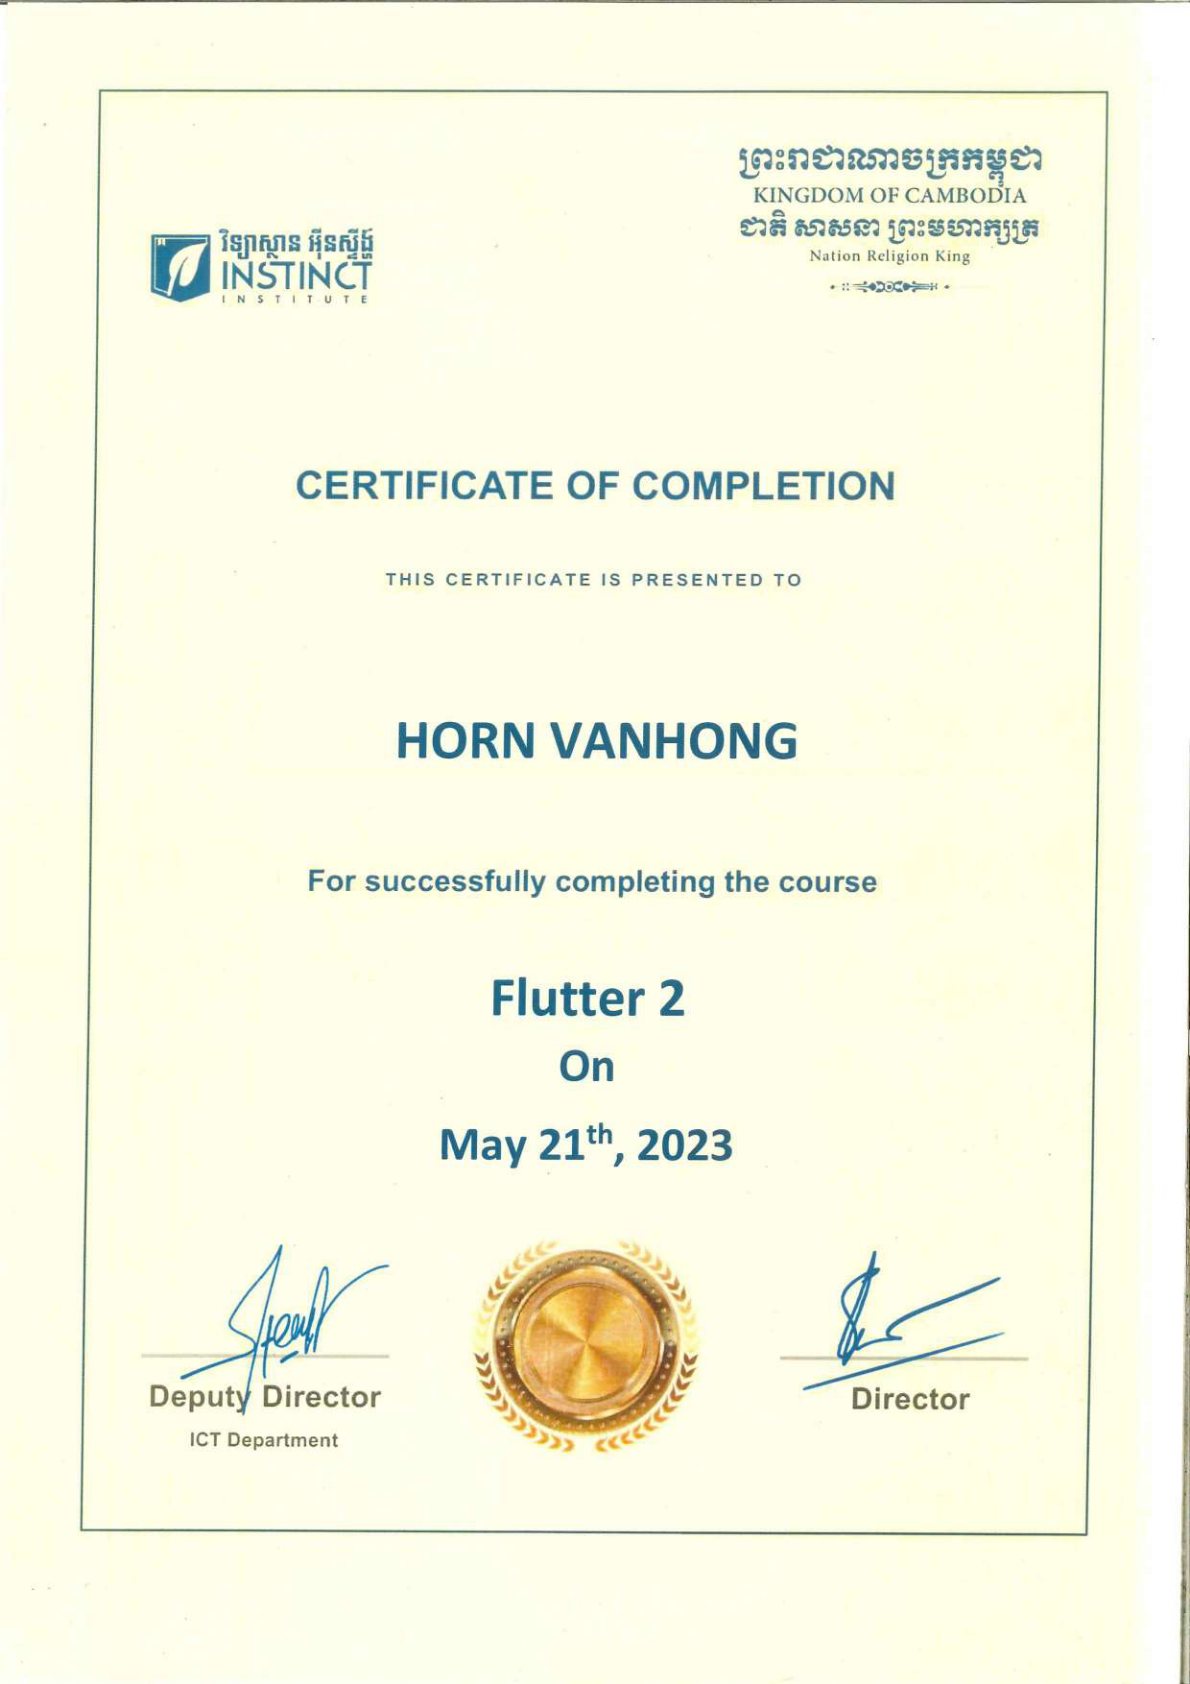 វិទ្យាស្ថាន អ៊ីនស្ទីង្ហ៍
INSTINCT
INSTITUTE
ព្រះរាជាណាចក្រកម្ពុជា
KINGDOM OF CAMBODIA
ជាតិ សាសនា ព្រះមហាក្សត្រ
Nation Religion King
CERTIFICATE OF COMPLETION
THIS CERTIFICATE IS PRESENTED TO
HORN VANHONG
For successfully completing the course
Flutter 2
On
May 21th, 2023
Deputy Director
ICT Department
Director